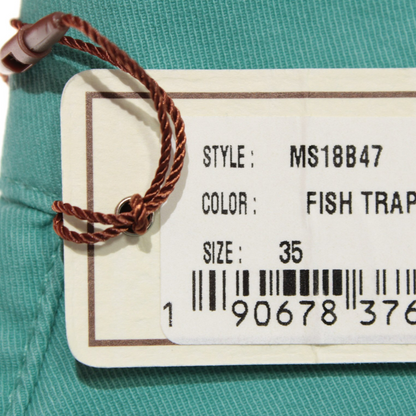 STYLE: MS18B47
COLOR: FISH TRAP
SIZE: 35
1 90678 376